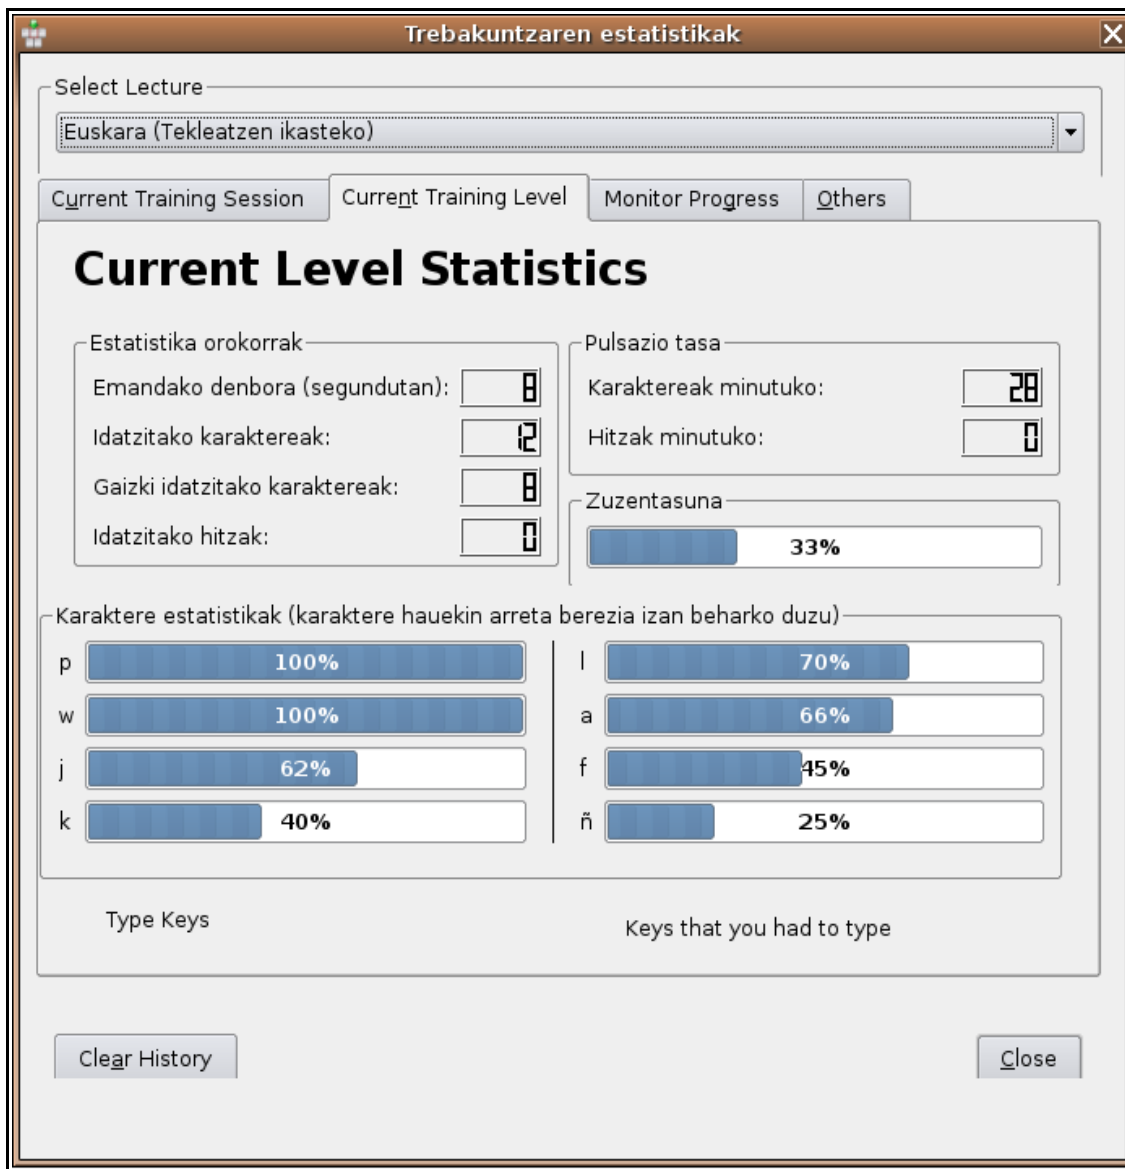 Trebakuntzaren estatistikak
Select Lecture
Euskara (Tekleatzen ikasteko)
Current Training Session
Current Training Level
Monitor Progress
Others
Current Level Statistics
Estatistika orokorrak
Emandako denbora (segundutan): 8
Idatzitako karaktereak: 12
Gaizki idatzitako karaktereak: 8
Idatzitako hitzak: 0
Pulsazio tasa
Karaktereak minutuko: 28
Hitzak minutuko: 0
Zuzentasuna
33%
Karaktere estatistikak (karaktere hauekin arreta berezia izan beharko duzu)
p 100%
w 100%
j 62%
k 40%
l 70%
a 66%
f 45%
ñ 25%
Type Keys
Keys that you had to type
Clear History
Close